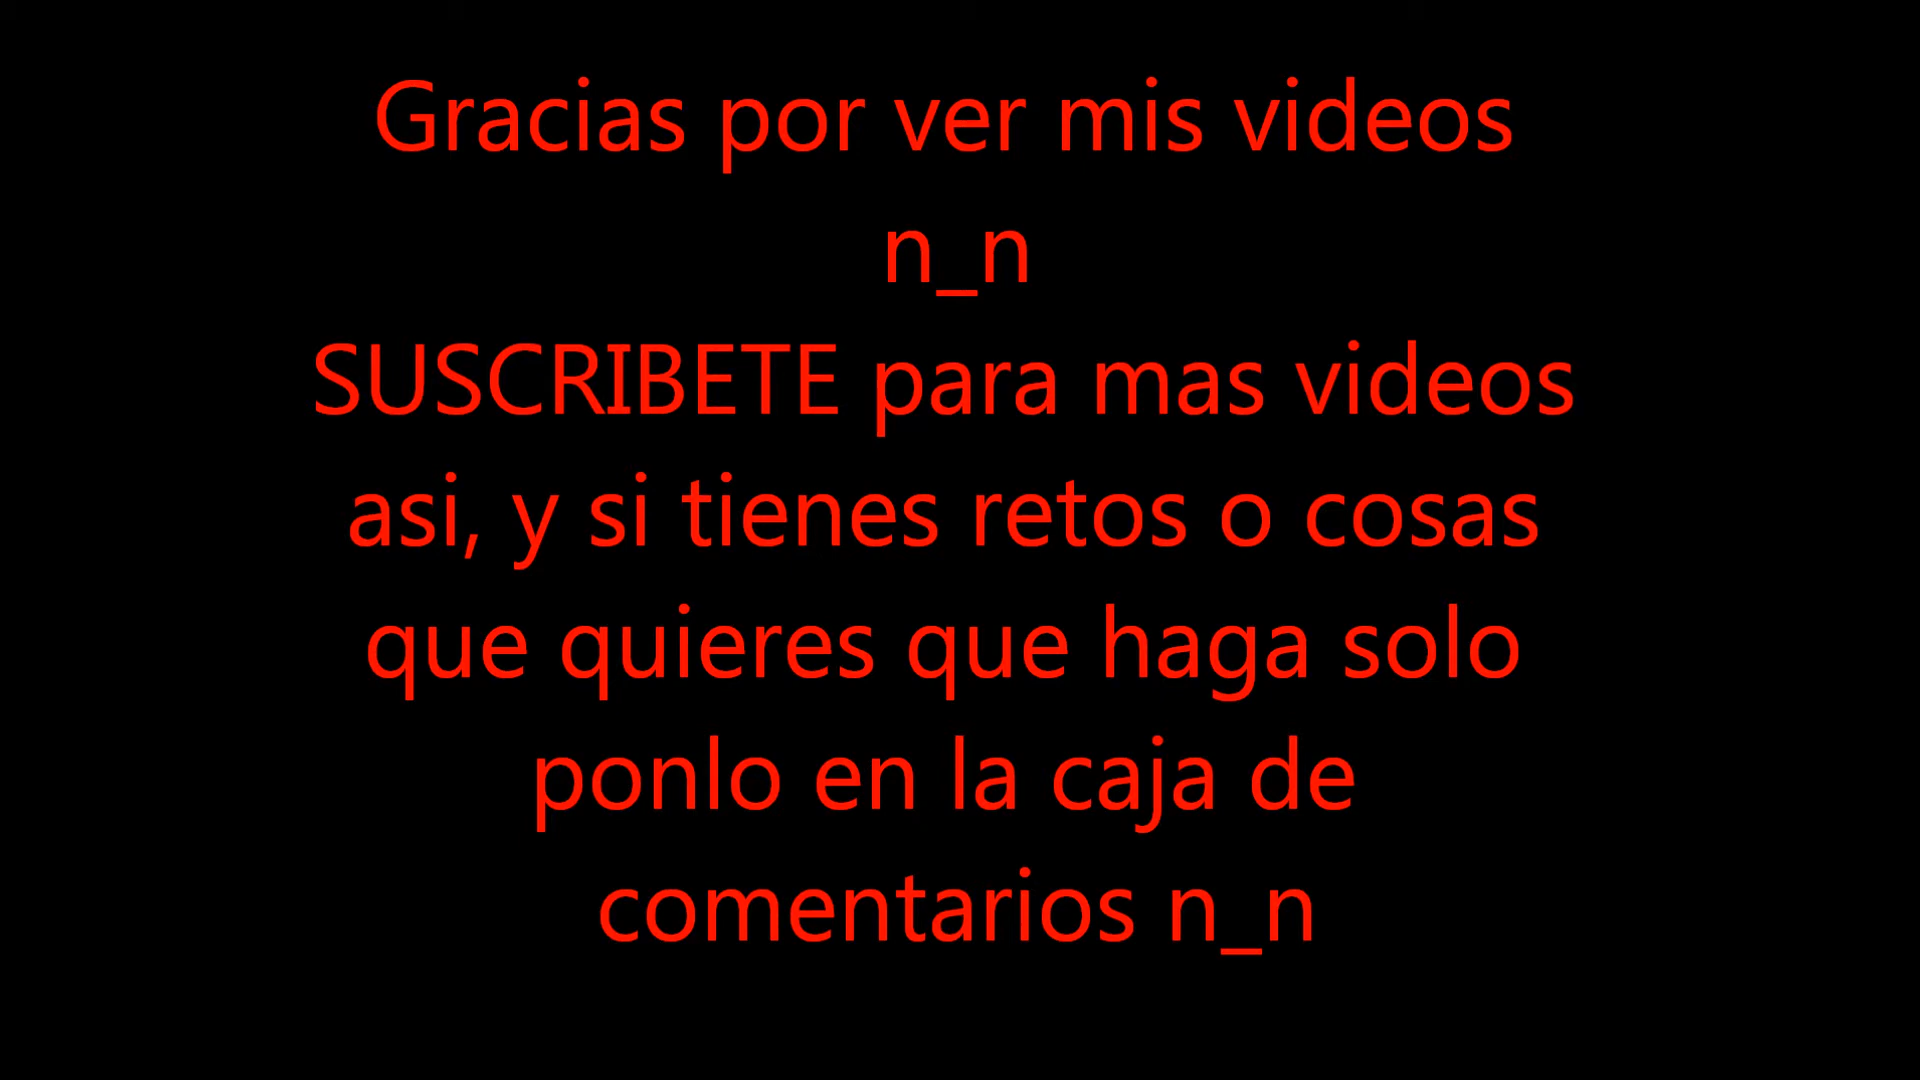 Gracias por ver mis videos
n_n
SUSCRIBETE para mas videos
asi, y si tienes retos o cosas
que quieres que haga solo
ponlo en la caja de
comentarios n_n